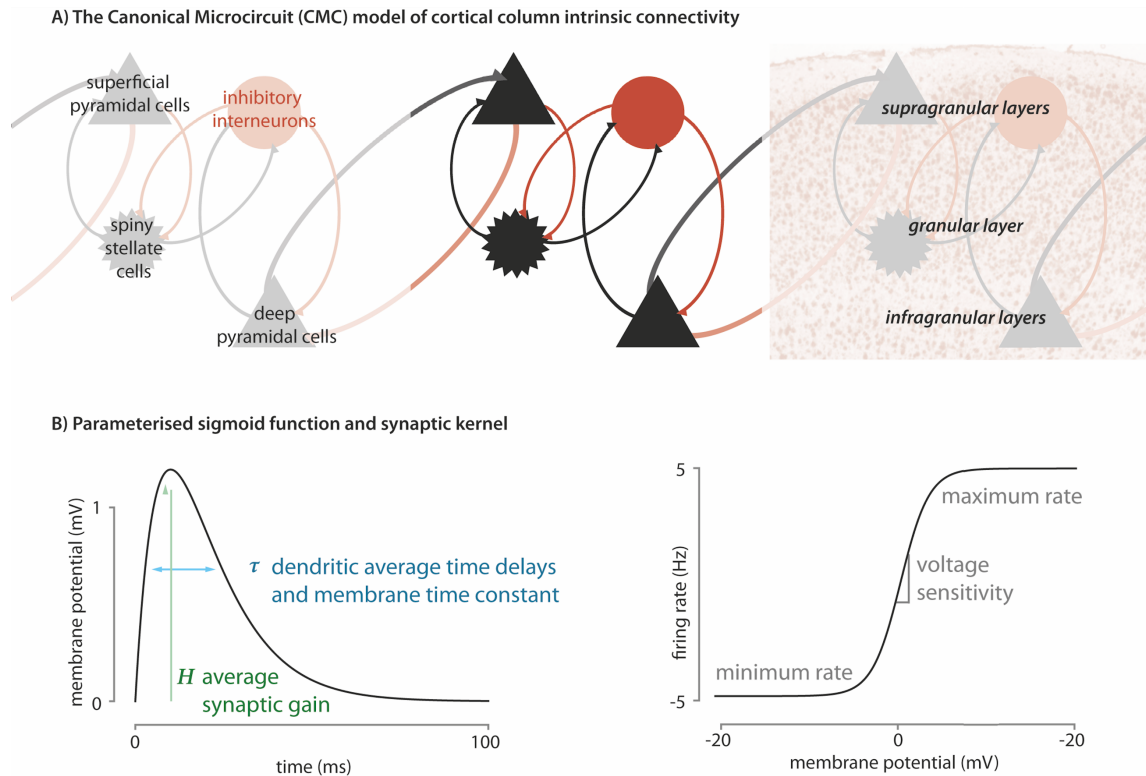 A) The Canonical Microcircuit (CMC) model of cortical column intrinsic connectivity
superficial
pyramidal cells
inhibitory
interneurons
spiny
stellate
cells
deep
pyramidal cells
supragranular layers
granular layer
infragranular layers
B) Parameterised sigmoid function and synaptic kernel
membrane potential (mV)
1
0
τ dendritic average time delays
and membrane time constant
H average
synaptic gain
0
100
time (ms)
firing rate (Hz)
5
-5
maximum rate
voltage
sensitivity
minimum rate
-20
0
-20
membrane potential (mV)